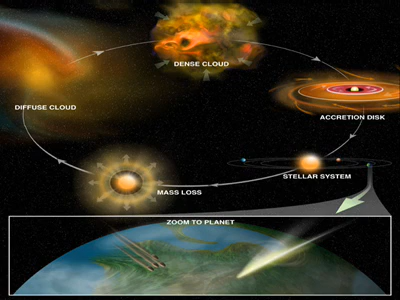 DENSE CLOUD
DIFFUSE CLOUD
ACCRETION DISK
STELLAR SYSTEM
MASS LOSS
ZOOM TO PLANET